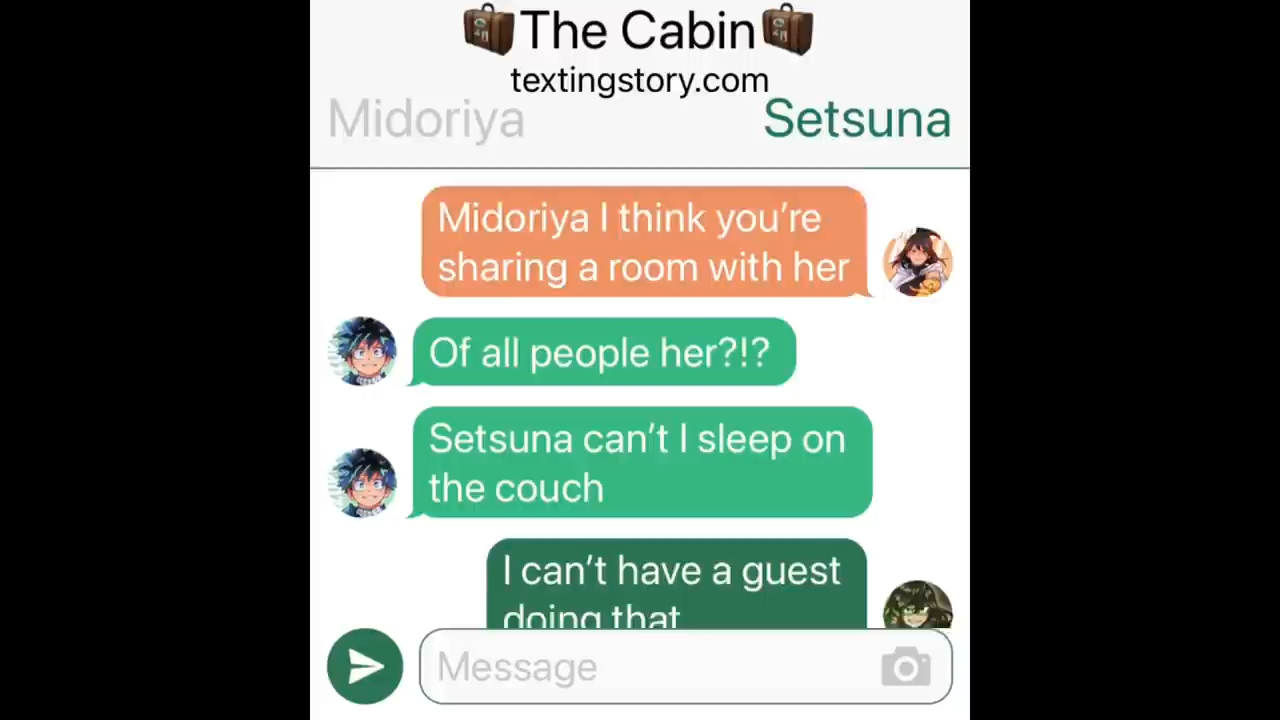 The Cabin
textingstory.com
Midoriya
Setsuna
Midoriya I think you’re
sharing a room with her
Of all people her?!?
Setsuna can’t I sleep on
the couch
I can’t have a guest
doing that
Message